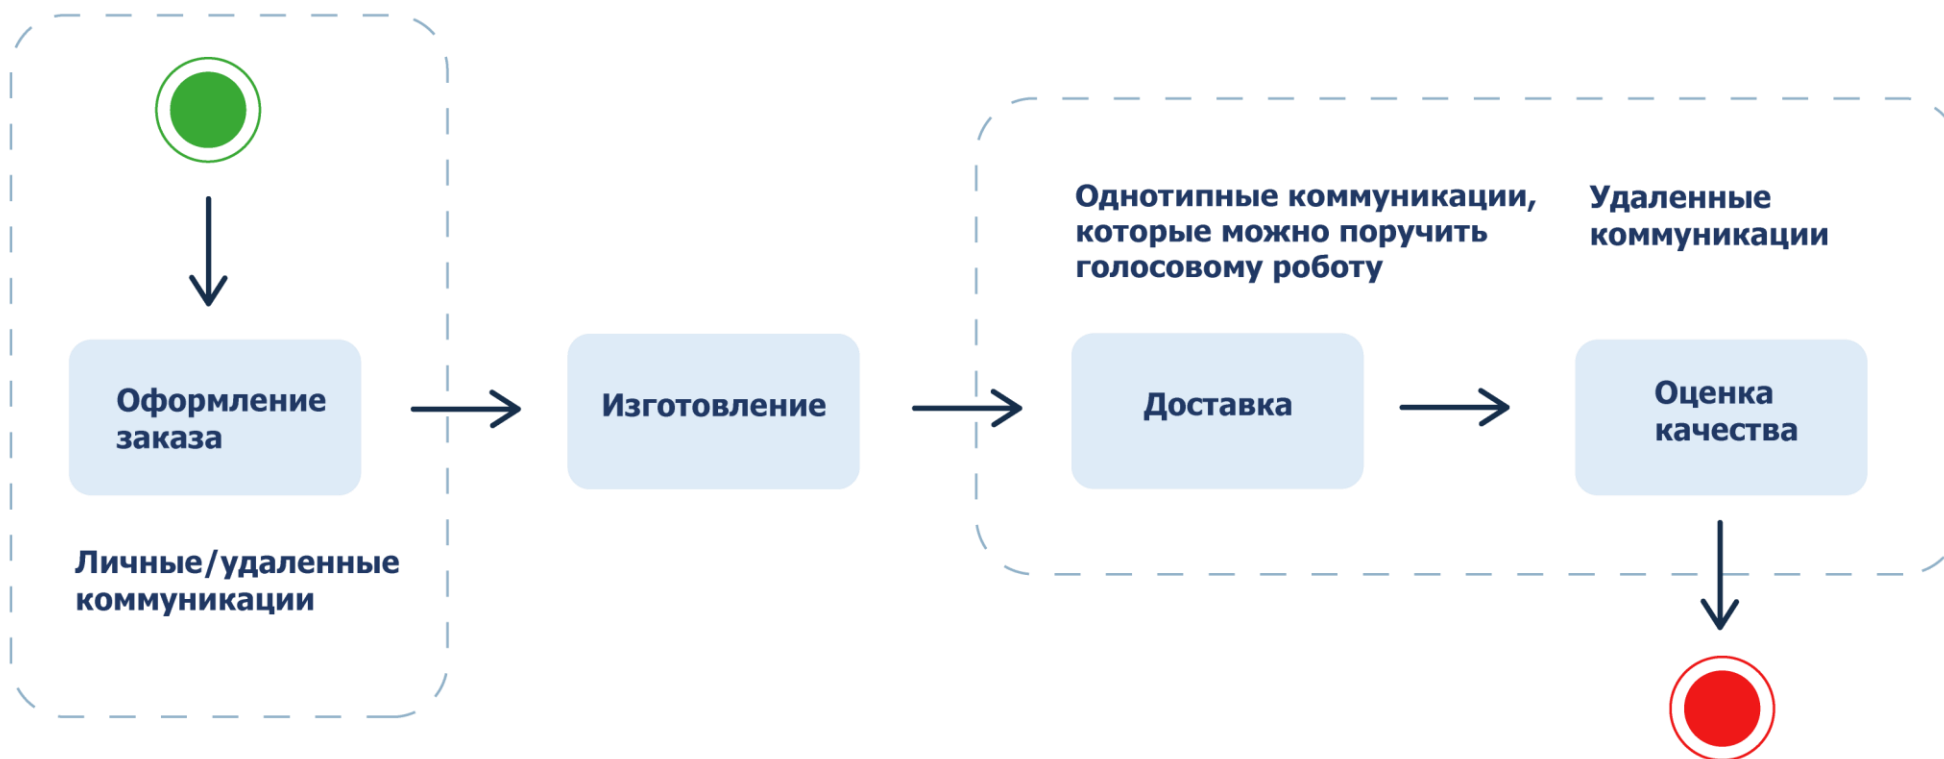 Оформление
заказа
Личные/удаленные
коммуникации
Изготовление
Однотипные коммуникации,
которые можно поручить
голосовому роботу
Доставка
Удаленные
коммуникации
Оценка
качества